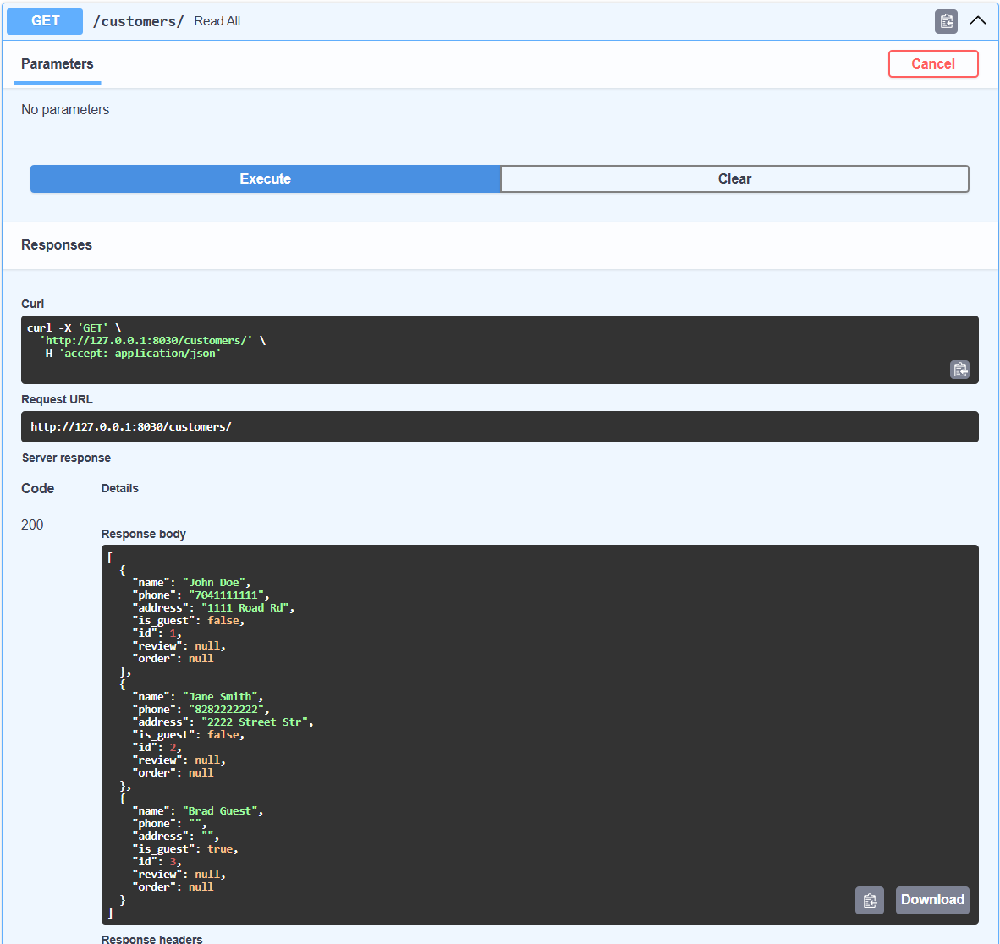 GET /customers/ Read All
Parameters
Cancel
No parameters
Execute
Clear
Responses
Curl
curl -X 'GET' \
  'http://127.0.0.1:8030/customers/' \
  -H 'accept: application/json'
Request URL
http://127.0.0.1:8030/customers/
Server response
Code Details
200
Response body
[
  {
    "name": "John Doe",
    "phone": "7041111111",
    "address": "1111 Road Rd",
    "is_guest": false,
    "id": 1,
    "review": null,
    "order": null
  },
  {
    "name": "Jane Smith",
    "phone": "8282222222",
    "address": "2222 Street Str",
    "is_guest": false,
    "id": 2,
    "review": null,
    "order": null
  },
  {
    "name": "Brad Guest",
    "phone": "",
    "address": "",
    "is_guest": true,
    "id": 3,
    "review": null,
    "order": null
  }
]
Download
Response headers